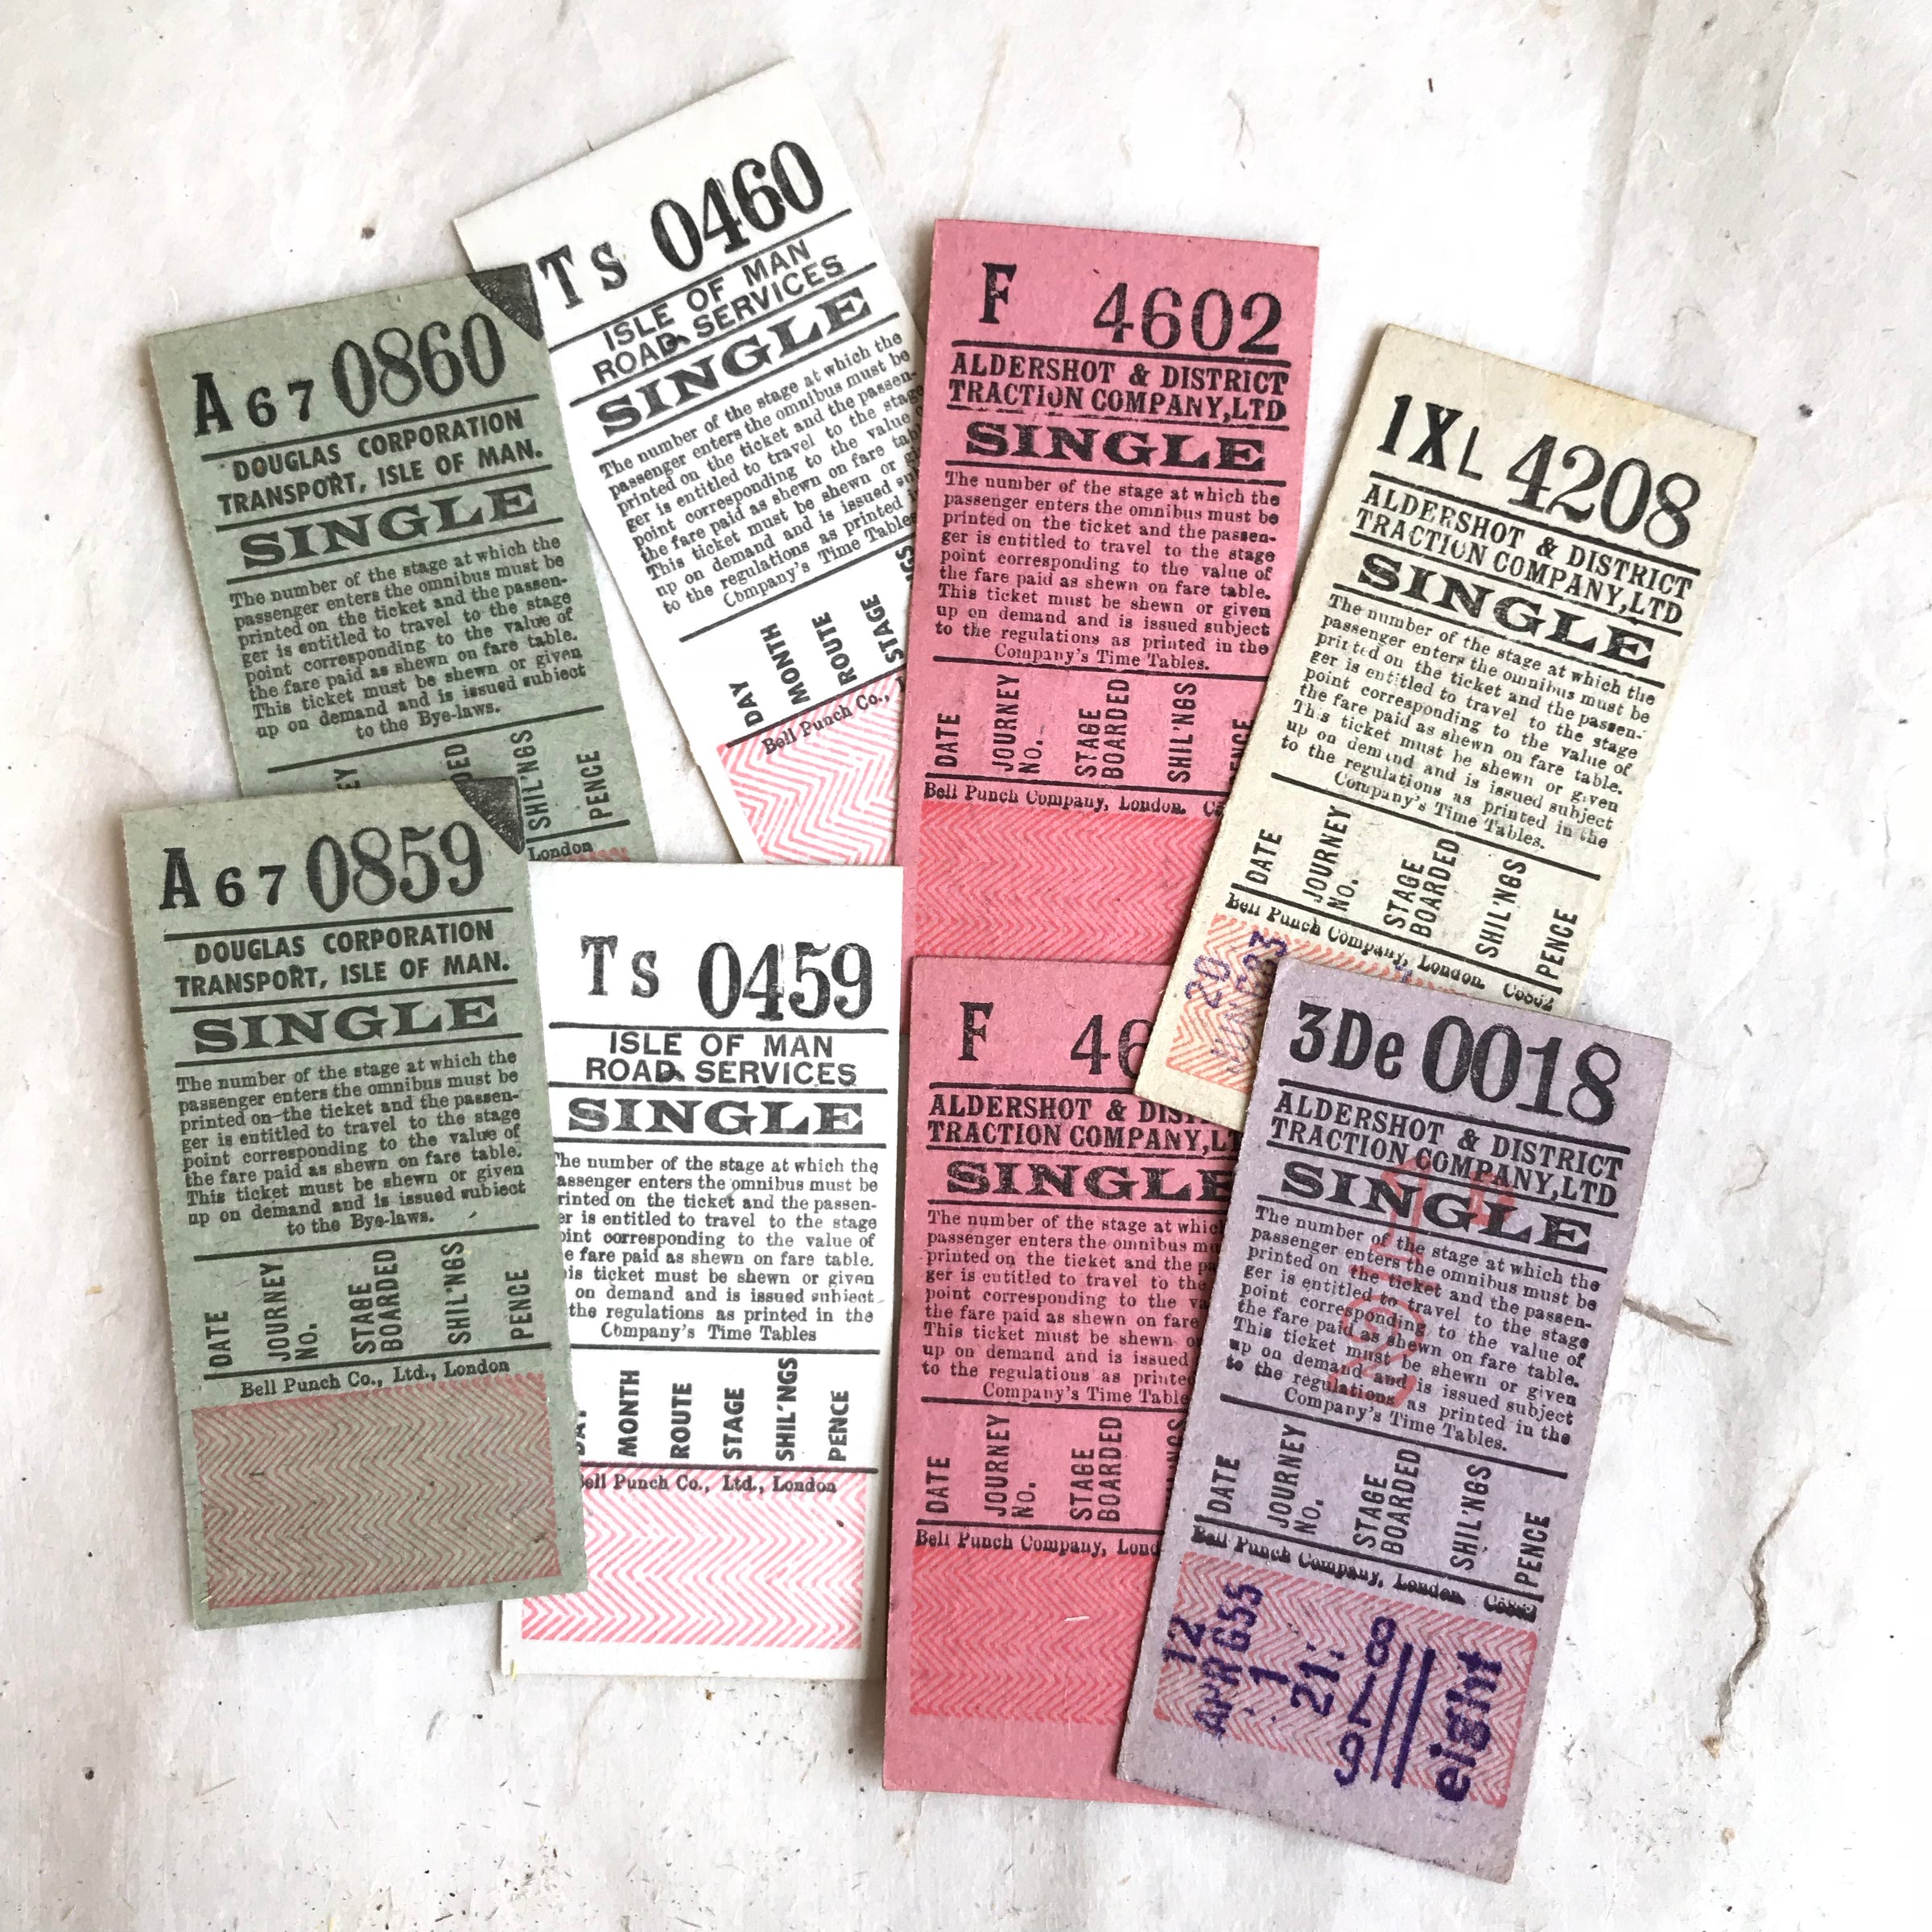 A 6 7 0860
DOUGLAS CORPORATION
TRANSPORT, ISLE OF MAN.
SINGLE
The number of the stage at which the
passenger enters the omnibus must be
printed on the ticket and the passen-
ger is entitled to travel to the stage
point corresponding to the value of
the fare paid as shewn on fare table.
This ticket must be shewn or given
up on demand and is issued subject
to the Bye-laws.
SHIL'NGS
PENCE
London
Ts 0460
ISLE OF MAN
ROAD SERVICES
SINGLE
The number of the stage at which the
passenger enters the omnibus must be
printed on the ticket and the passen-
ger is entitled to travel to the stage
point corresponding to the value
the fare paid as shewn on fare
This ticket must be shewn or
up on demand and is issued
to the regulations as printed
Company's Time Tables
DAY
MONTH
ROUTE
STAGE
Bell Punch Co.,
F 4602
ALDERSHOT & DISTRICT
TRACTION COMPANY, LTD
SINGLE
The number of the stage at which the
passenger enters the omnibus must be
printed on the ticket and the passen-
ger is entitled to travel to the stage
point corresponding to the value of
the fare paid as shewn on fare table.
This ticket must be shewn or given
up on demand and is issued subject
to the regulations as printed in the
Company's Time Tables.
DATE
JOURNEY No.
STAGE BOARDED
SHIL'NGS
Bell Punch Company, London.
1XL 4208
ALDERSHOT & DISTRICT
TRACTION COMPANY, LTD
SINGLE
The number of the stage at which the
passenger enters the omnibus must be
printed on the ticket and the passen-
ger is entitled to travel to the stage
point corresponding to the value of
the fare paid as shewn on fare table.
This ticket must be shewn or given
up on demand and is issued subject
to the regulations as printed in the
Company's Time Tables.
DATE
JOURNEY No.
STAGE BOARDED
SHIL'NGS
PENCE
Bell Punch Company, London.
20
A 6 7 0859
DOUGLAS CORPORATION
TRANSPORT, ISLE OF MAN.
SINGLE
The number of the stage at which the
passenger enters the omnibus must be
printed on the ticket and the passen-
ger is entitled to travel to the stage
point corresponding to the value of
the fare paid as shewn on fare table.
This ticket must be shewn or given
up on demand and is issued subject
to the Bye-laws.
DATE
JOURNEY No.
STAGE BOARDED
SHIL'NGS
PENCE
Bell Punch Co., Ltd., London
Ts 0459
ISLE OF MAN
ROAD SERVICES
SINGLE
The number of the stage at which the
assenger enters the omnibus must be
rinted on the ticket and the passen-
er is entitled to travel to the stage
oint corresponding to the value of
e fare paid as shewn on fare table.
is ticket must be shewn or given
on demand and is issued subject
the regulations as printed in the
Company's Time Tables
MONTH
ROUTE
STAGE
SHIL'NGS
PENCE
Bell Punch Co., Ltd., London
F 46
ALDERSHOT & DIS
TRACTION COMPANY, LT
SINGLE
The number of the stage at which
passenger enters the omnibus mu
printed on the ticket and the pa
ger is entitled to travel to the
point corresponding to the va
the fare paid as shewn on fare
This ticket must be shewn o
up on demand and is issued
to the regulations as printed
Company's Time Table
DATE
JOURNEY No.
STAGE BOARDED
Bell Punch Company, Lond
3De 0018
ALDERSHOT & DISTRICT
TRACTION COMPANY, LTD
SINGLE
The number of the stage at which the
passenger enters the omnibus must be
printed on the ticket and the passen-
ger is entitled to travel to the stage
point corresponding to the value of
the fare paid as shewn on fare table.
This ticket must be shewn or given
up on demand and is issued subject
to the regulations as printed in the
Company's Time Tables.
DATE
JOURNEY No.
STAGE BOARDED
SHIL'NGS
PENCE
Bell Punch Company, London.
12
APR G55
1
21.
8
eight